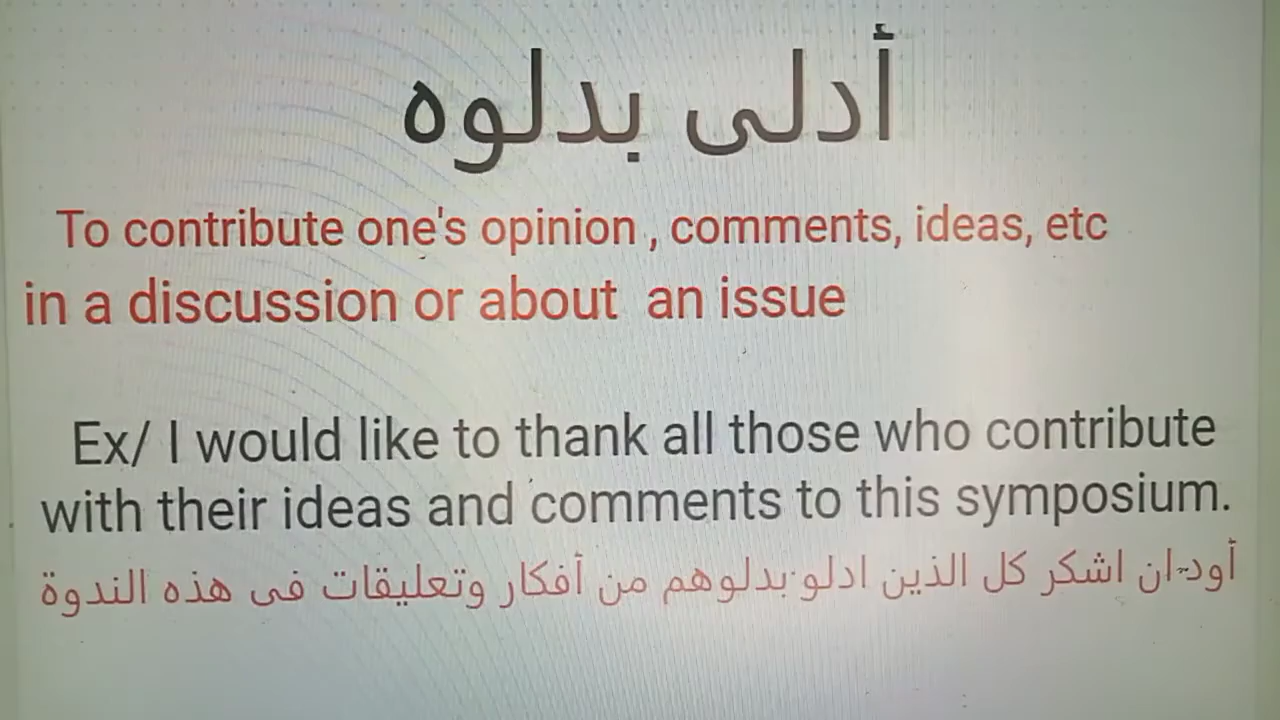 أدلى بدلوه
To contribute one's opinion , comments, ideas, etc
in a discussion or about an issue
Ex/ I would like to thank all those who contribute
with their ideas and comments to this symposium.
أود ان اشكر كل الذين ادلو بدلوهم من أفكار وتعليقات فى هذه الندوة